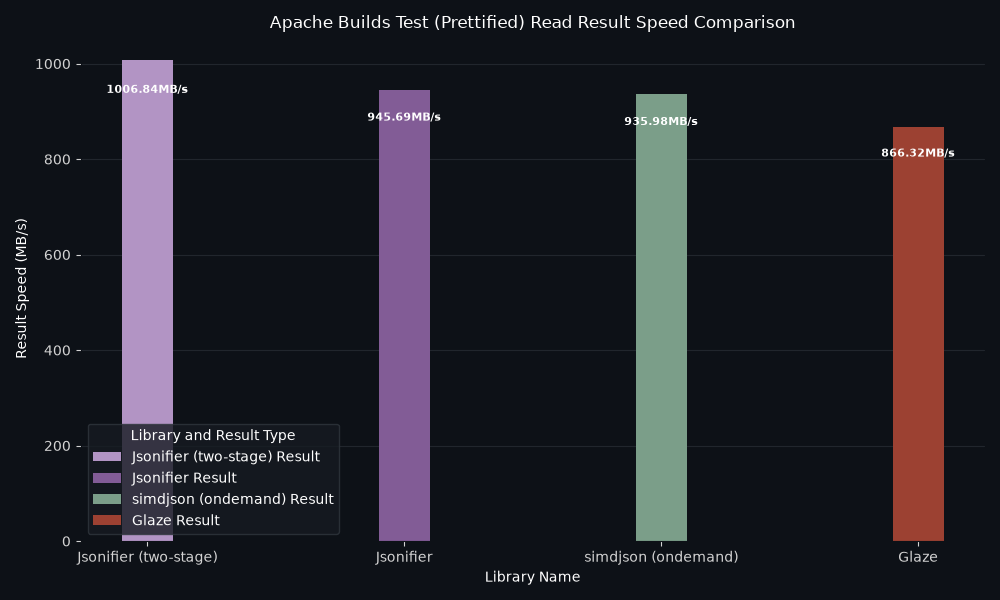 Apache Builds Test (Prettified) Read Result Speed Comparison
Result Speed (MB/s)
1000
800
600
400
200
0
1006.84MB/s
945.69MB/s
935.98MB/s
866.32MB/s
Library and Result Type
Jsonifier (two-stage) Result
Jsonifier Result
simdjson (ondemand) Result
Glaze Result
Jsonifier (two-stage)
Jsonifier
simdjson (ondemand)
Glaze
Library Name